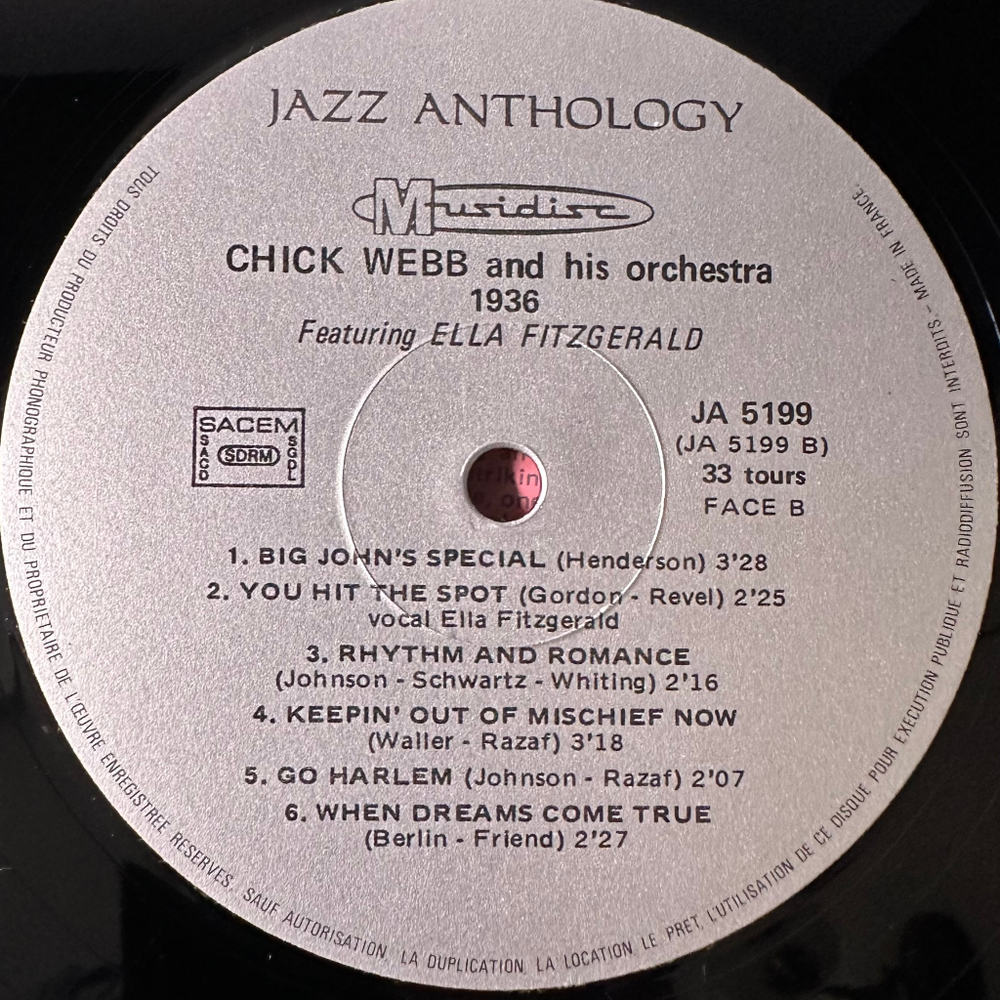 JAZZ ANTHOLOGY
Musidisc
CHICK WEBB and his orchestra
1936
Featuring ELLA FITZGERALD
SACEM
SACD
SDRM
SGDL
JA 5199
(JA 5199 B)
33 tours
FACE B
1. BIG JOHN'S SPECIAL (Henderson) 3'28
2. YOU HIT THE SPOT (Gordon - Revel) 2'25
vocal Ella Fitzgerald
3. RHYTHM AND ROMANCE
(Johnson - Schwartz - Whiting) 2'16
4. KEEPIN' OUT OF MISCHIEF NOW
(Waller - Razaf) 3'18
5. GO HARLEM (Johnson - Razaf) 2'07
6. WHEN DREAMS COME TRUE
(Berlin - Friend) 2'27
TOUS DROITS DU PRODUCTEUR PHONOGRAPHIQUE ET DU PROPRIETAIRE DE L'ŒUVRE ENREGISTREE RESERVES. SAUF AUTORISATION, LA DUPLICATION, LA LOCATION, LE PRET, L'UTILISATION DE CE DISQUE POUR EXECUTION PUBLIQUE ET RADIODIFFUSION SONT INTERDITS. - MADE IN FRANCE.